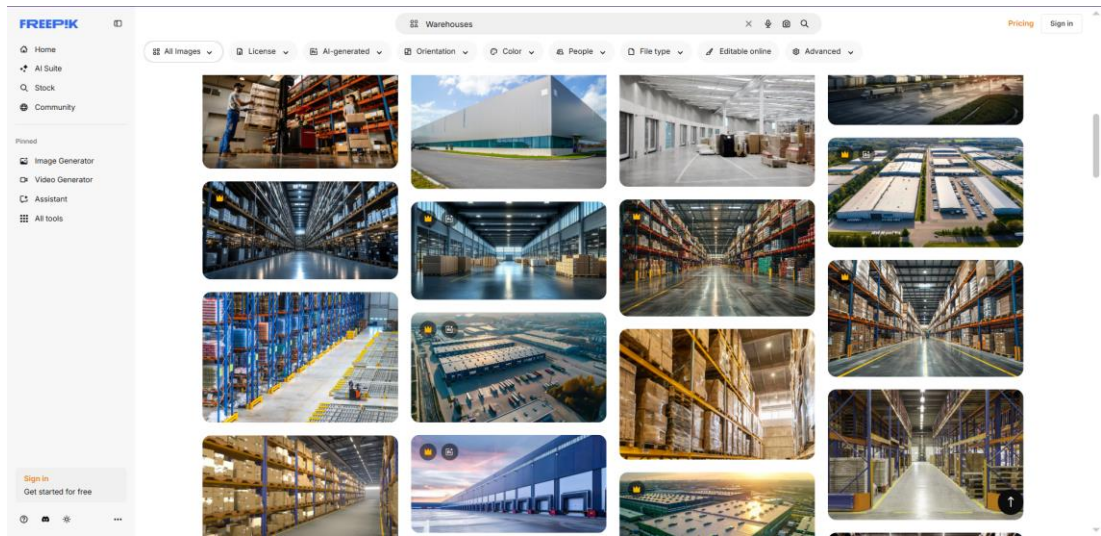 FREEP!K
Warehouses
Pricing
Sign in
Home
AI Suite
Stock
Community
Pinned
Image Generator
Video Generator
Assistant
All tools
All Images
License
AI-generated
Orientation
Color
People
File type
Editable online
Advanced
Sign in
Get started for free